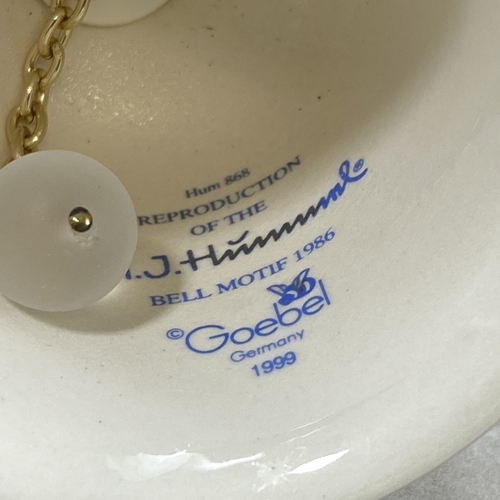 Hum 868
REPRODUCTION
OF THE
.J.Hummel®
BELL MOTIF 1986
©Goebel
Germany
1999